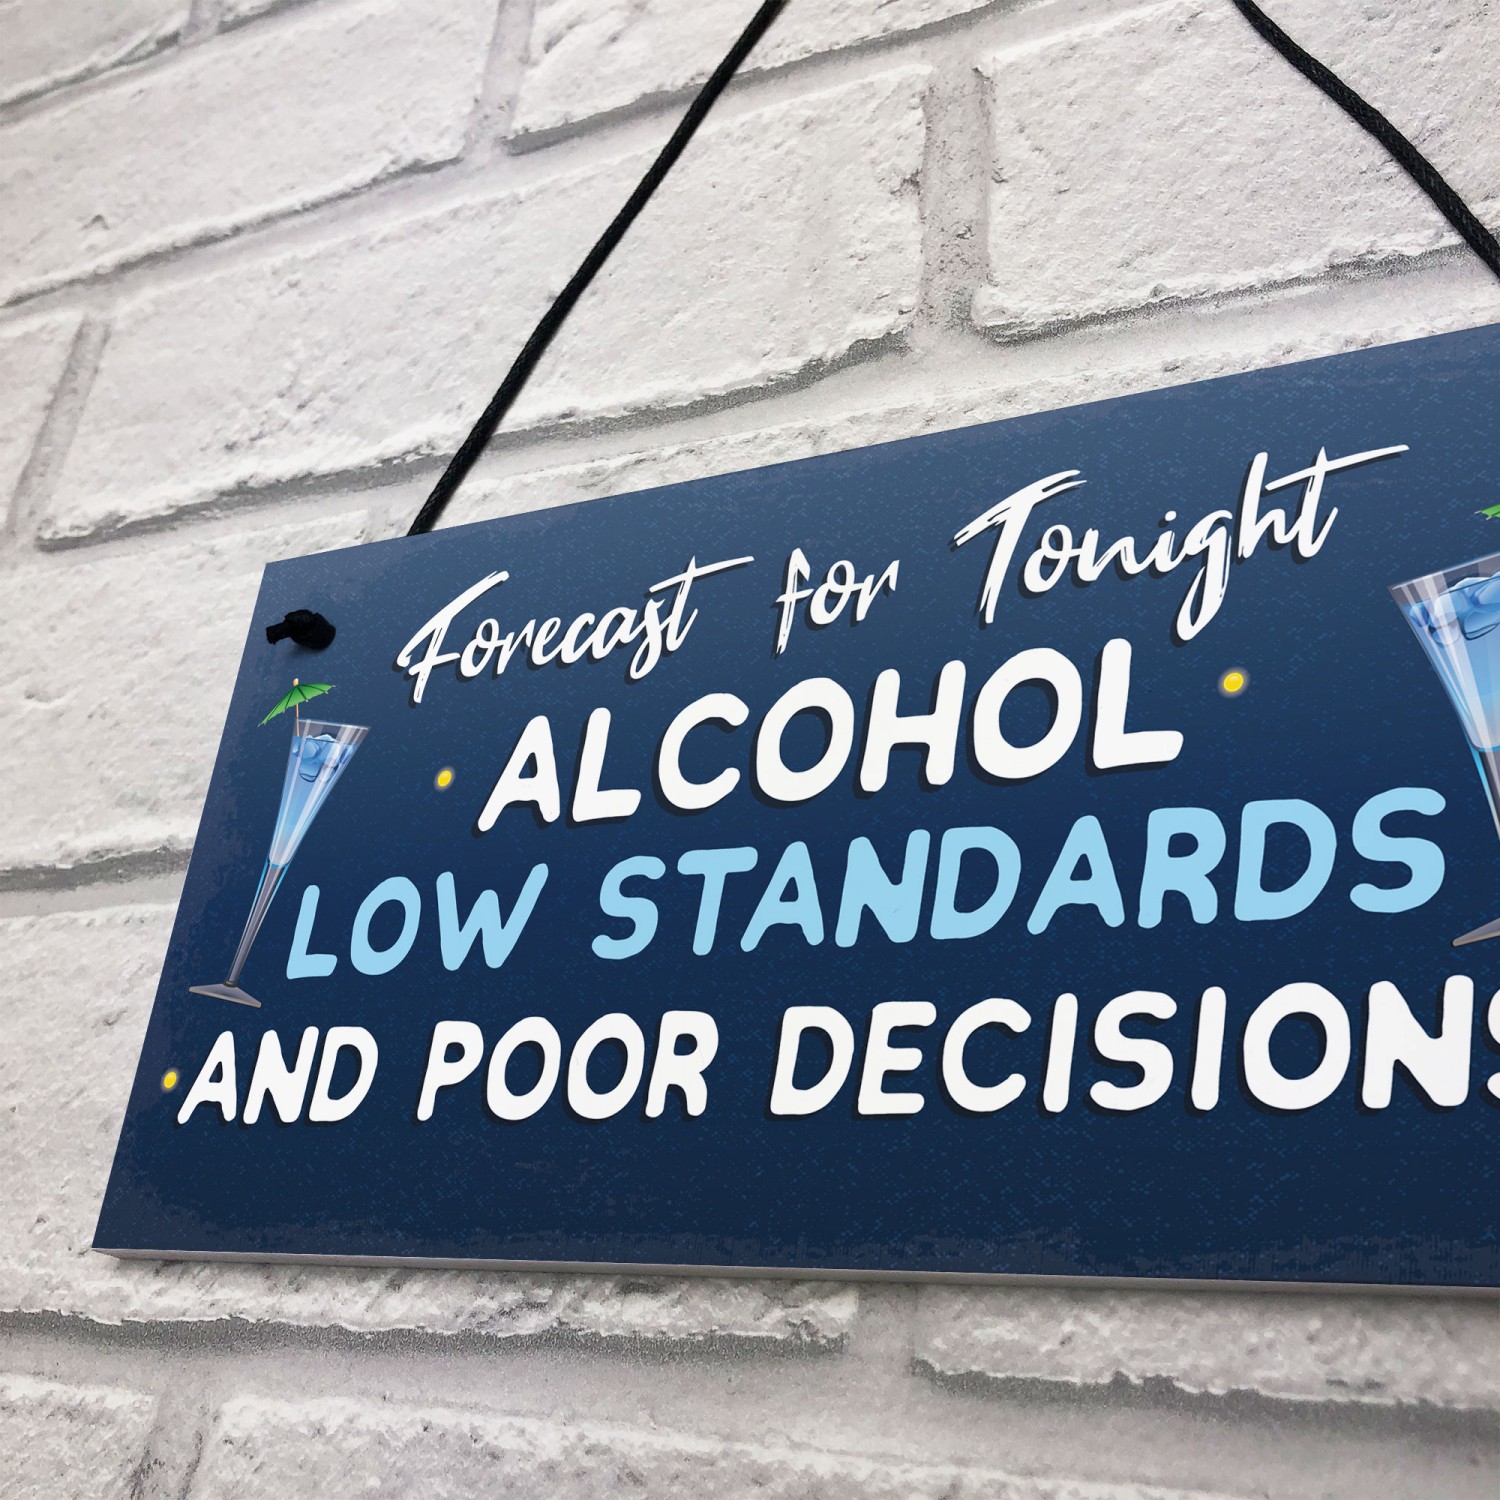 Forecast for Tonight
ALCOHOL
LOW STANDARDS
AND POOR DECISIONS